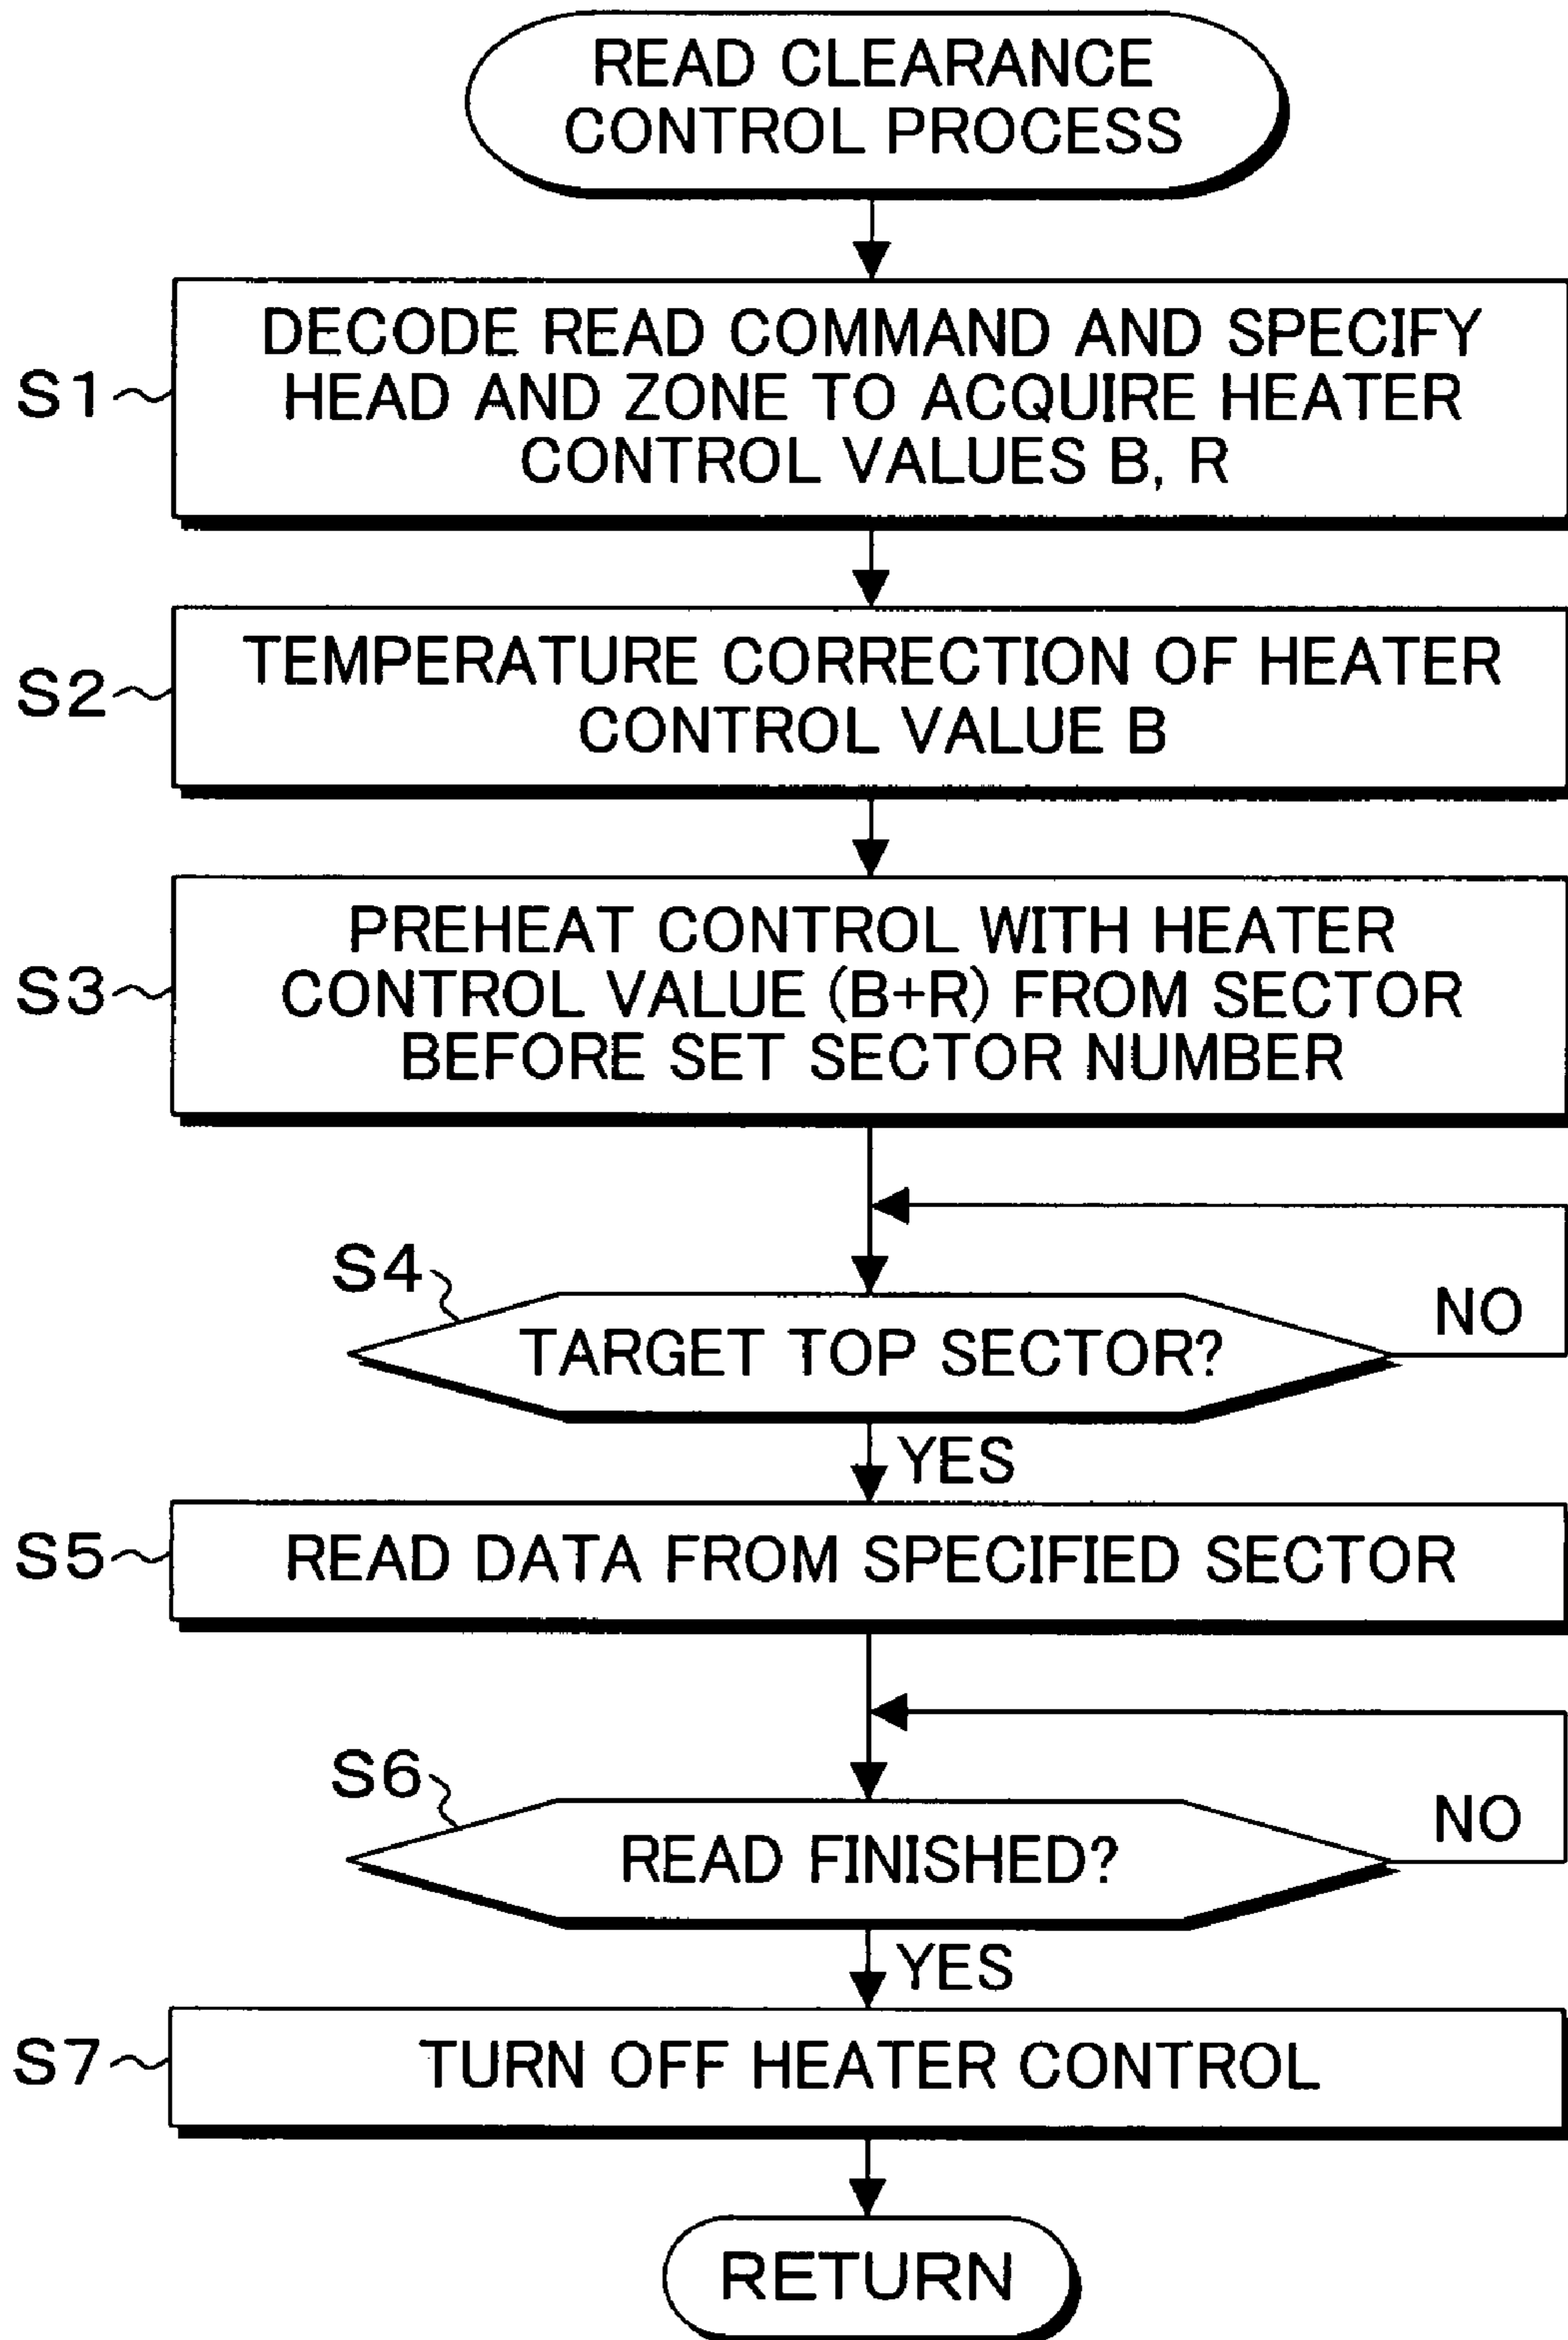 READ CLEARANCE
CONTROL PROCESS
S1
DECODE READ COMMAND AND SPECIFY
HEAD AND ZONE TO ACQUIRE HEATER
CONTROL VALUES B, R
S2
TEMPERATURE CORRECTION OF HEATER
CONTROL VALUE B
S3
PREHEAT CONTROL WITH HEATER
CONTROL VALUE (B+R) FROM SECTOR
BEFORE SET SECTOR NUMBER
S4
TARGET TOP SECTOR?
NO
YES
S5
READ DATA FROM SPECIFIED SECTOR
S6
READ FINISHED?
NO
YES
S7
TURN OFF HEATER CONTROL
RETURN